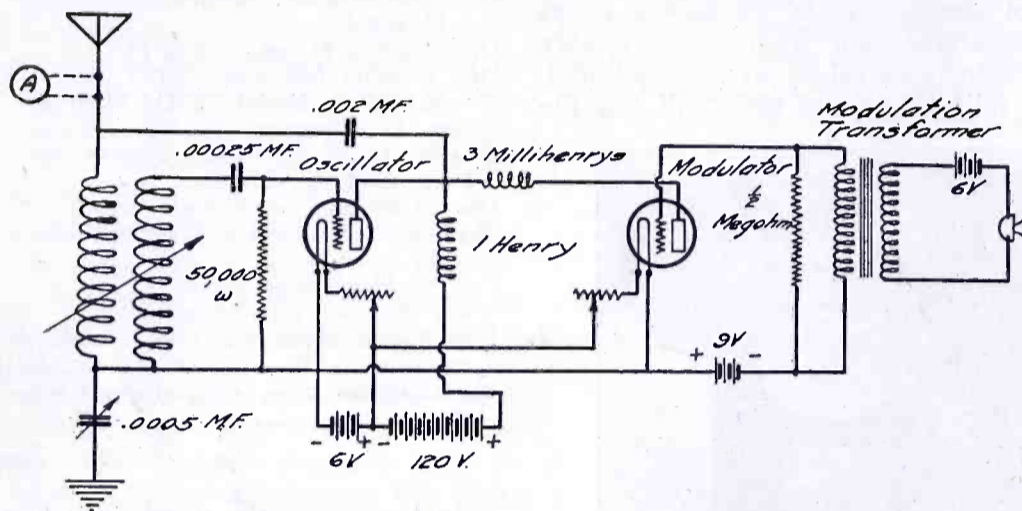 A
.002 MF.
Modulation
Transformer
.00025 MF.
Oscillator
3 Millihenrys
Modulator
½
Megohm
6V
1 Henry
50,000
ω
+ 9V -
.0005 M.F.
- + - +
6V 120 V.